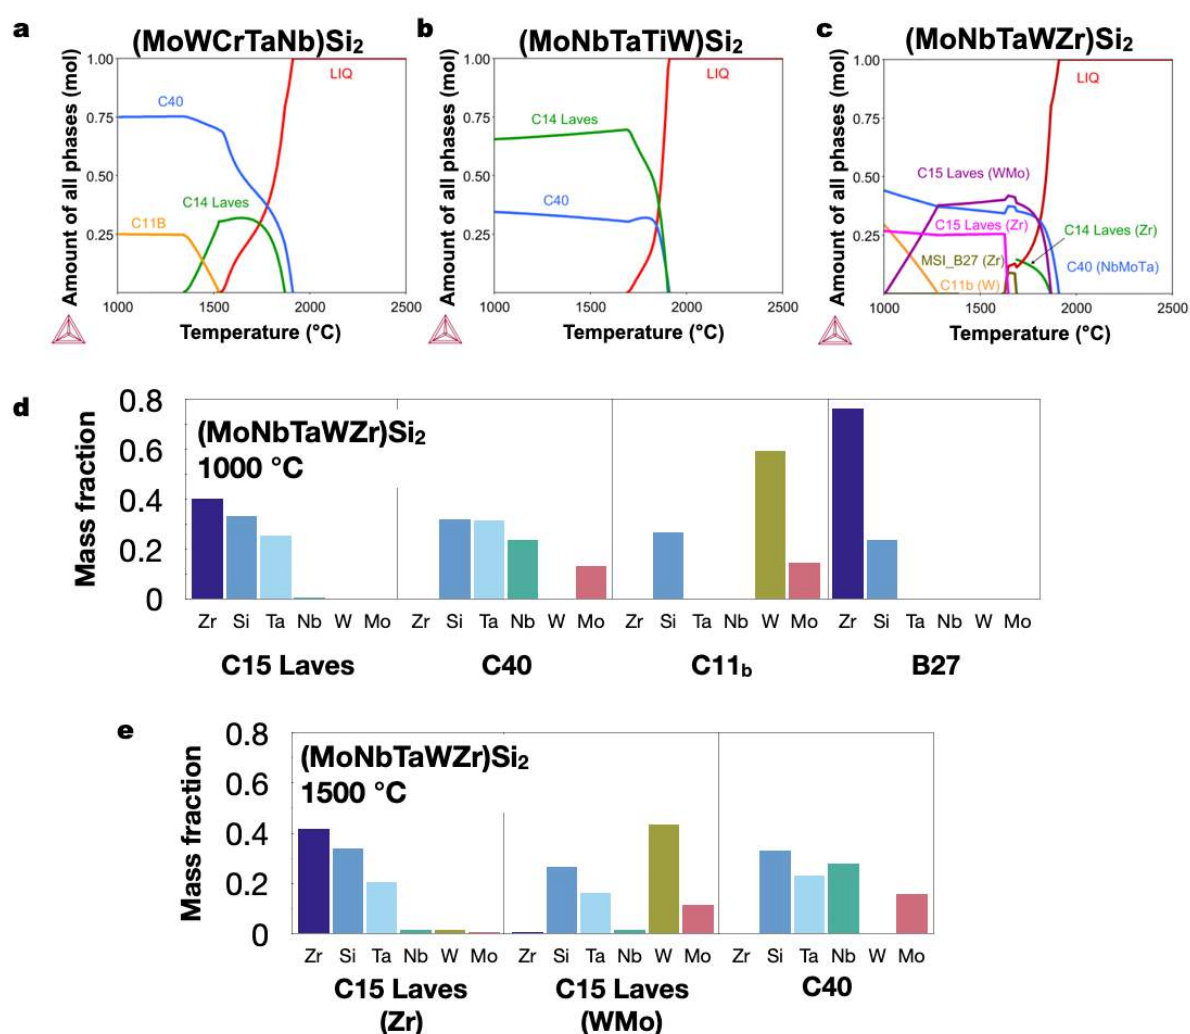 a
(MoWCrTaNb)Si₂
Amount of all phases (mol)
1.00
0.75
0.50
0.25
LIQ
C40
C14 Laves
C11B
1000 1500 2000 2500
Temperature (°C)
b
(MoNbTaTiW)Si₂
Amount of all phases (mol)
1.00
0.75
0.50
0.25
LIQ
C14 Laves
C40
1000 1500 2000 2500
Temperature (°C)
c
(MoNbTaWZr)Si₂
Amount of all phases (mol)
1.00
0.75
0.50
0.25
LIQ
C15 Laves (WMo)
C15 Laves (Zr)
C14 Laves (Zr)
MSI_B27 (Zr)
C40 (NbMoTa)
C11b (W)
1000 1500 2000 2500
Temperature (°C)
d
Mass fraction
0.8
0.6
0.4
0.2
0
(MoNbTaWZr)Si₂
1000 °C
Zr Si Ta Nb W Mo Zr Si Ta Nb W Mo Zr Si Ta Nb W Mo Zr Si Ta Nb W Mo
C15 Laves C40 C11b B27
e
Mass fraction
0.8
0.6
0.4
0.2
0
(MoNbTaWZr)Si₂
1500 °C
Zr Si Ta Nb W Mo Zr Si Ta Nb W Mo Zr Si Ta Nb W Mo
C15 Laves (Zr) C15 Laves (WMo) C40